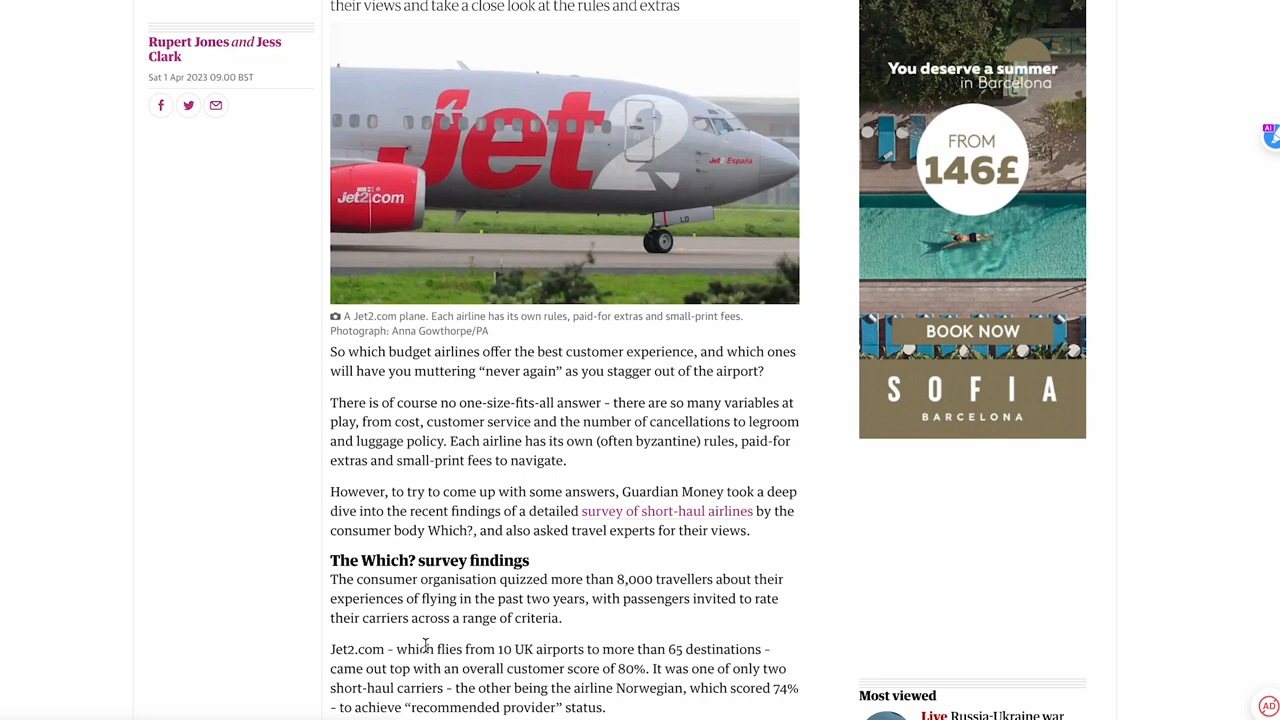 their views and take a close look at the rules and extras
Rupert Jones and Jess
Clark
Sat 1 Apr 2023 09.00 BST
Jet2
Jet2 España
jet2.com
LD
A Jet2.com plane. Each airline has its own rules, paid-for extras and small-print fees.
Photograph: Anna Gowthorpe/PA
So which budget airlines offer the best customer experience, and which ones
will have you muttering “never again” as you stagger out of the airport?
There is of course no one-size-fits-all answer – there are so many variables at
play, from cost, customer service and the number of cancellations to legroom
and luggage policy. Each airline has its own (often byzantine) rules, paid-for
extras and small-print fees to navigate.
However, to try to come up with some answers, Guardian Money took a deep
dive into the recent findings of a detailed survey of short-haul airlines by the
consumer body Which?, and also asked travel experts for their views.
The Which? survey findings
The consumer organisation quizzed more than 8,000 travellers about their
experiences of flying in the past two years, with passengers invited to rate
their carriers across a range of criteria.
Jet2.com – which flies from 10 UK airports to more than 65 destinations –
came out top with an overall customer score of 80%. It was one of only two
short-haul carriers – the other being the airline Norwegian, which scored 74%
– to achieve “recommended provider” status.
You deserve a summer
in Barcelona
FROM
146£
BOOK NOW
SOFIA
BARCELONA
Most viewed
Live Russia-Ukraine war
AI
AD